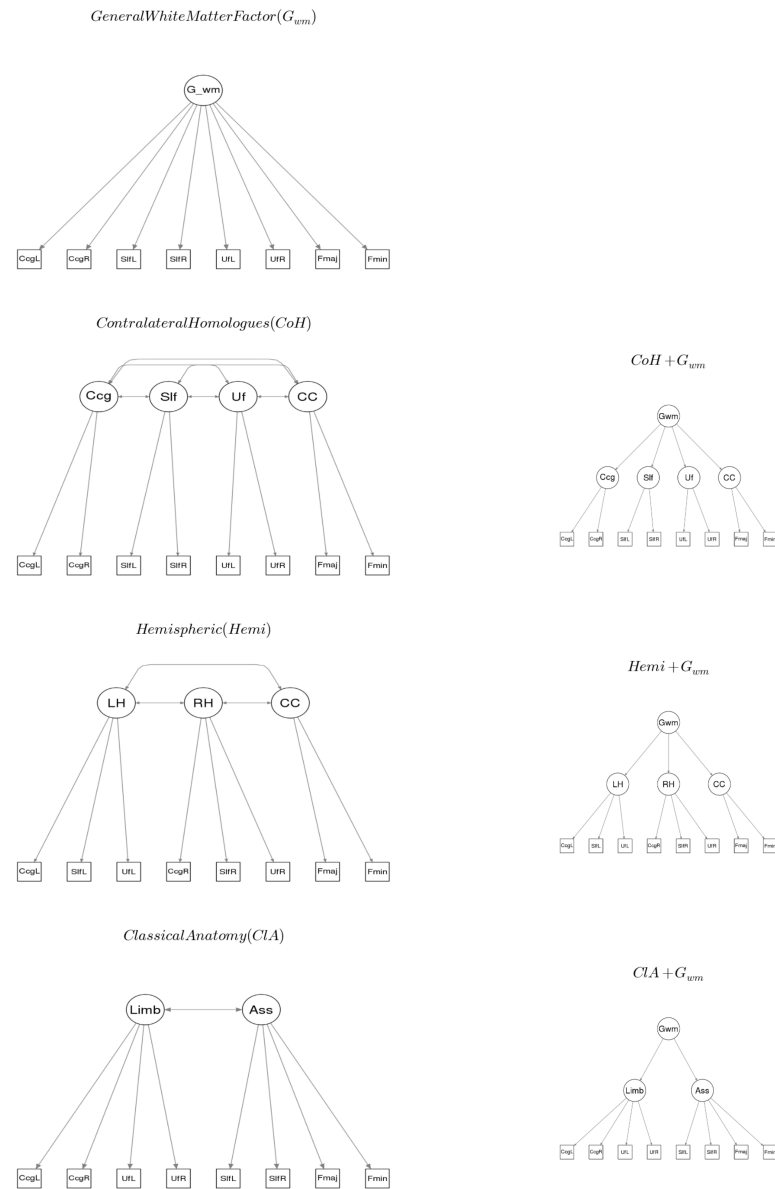 GeneralWhiteMatterFactor(G_wm)
G_wm
CcgL CcgR SlfL SlfR UfL UfR Fmaj Fmin
ContralateralHomologues(CoH)
Ccg Slf Uf CC
CcgL CcgR SlfL SlfR UfL UfR Fmaj Fmin
CoH+G_wm
Gwm
Ccg Slf Uf CC
CcgL CcgR SlfL SlfR UfL UfR Fmaj Fmin
Hemispheric(Hemi)
LH RH CC
CcgL SlfL UfL CcgR SlfR UfR Fmaj Fmin
Hemi+G_wm
Gwm
LH RH CC
CcgL SlfL UfL CcgR SlfR UfR Fmaj Fmin
ClassicalAnatomy(ClA)
Limb Ass
CcgL CcgR UfL UfR SlfL SlfR Fmaj Fmin
ClA+G_wm
Gwm
Limb Ass
CcgL CcgR UfL UfR SlfL SlfR Fmaj Fmin